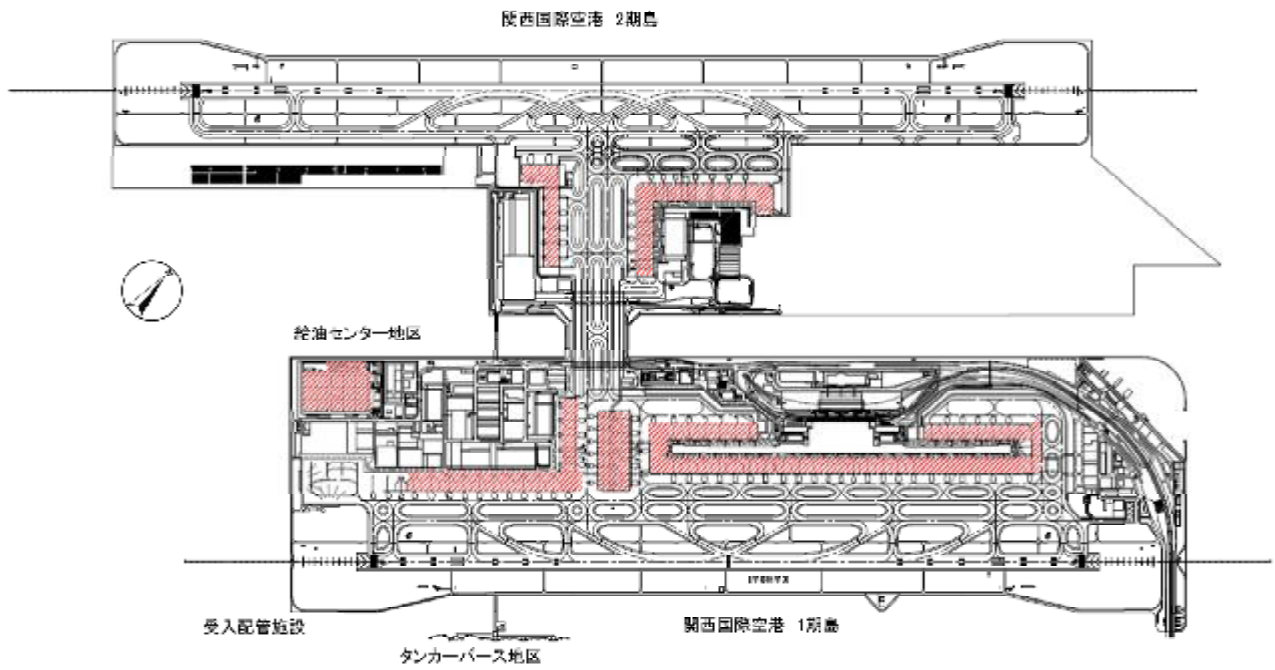 関西国際空港 2期島
給油センター地区
受入配管施設
関西国際空港 1期島
タンカーバース地区